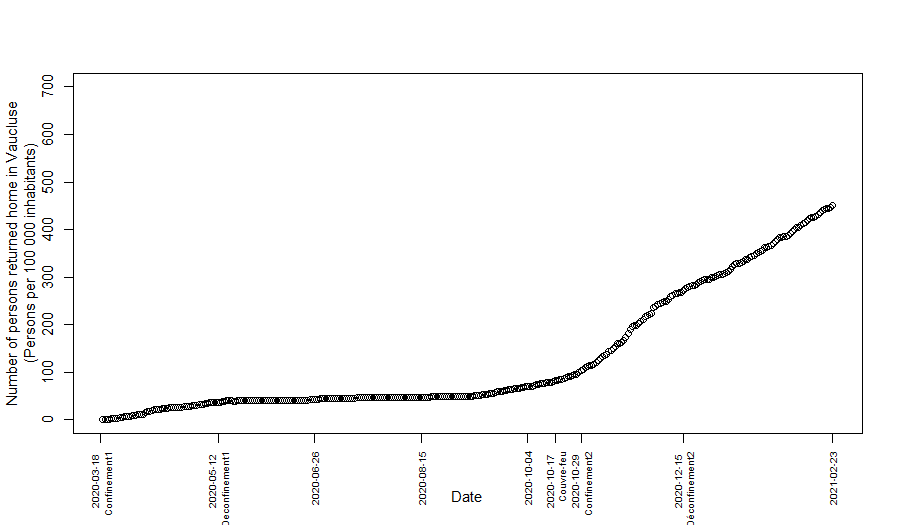 Number of persons returned home in Vaucluse
(Persons per 100 000 inhabitants)
700
600
500
400
300
200
100
0
2020-03-18
Confinement1
2020-05-12
Déconfinement1
2020-06-26
2020-08-15
2020-10-04
2020-10-17
Couvre-feu
2020-10-29
Confinement2
2020-12-15
Déconfinement2
2021-02-23
Date